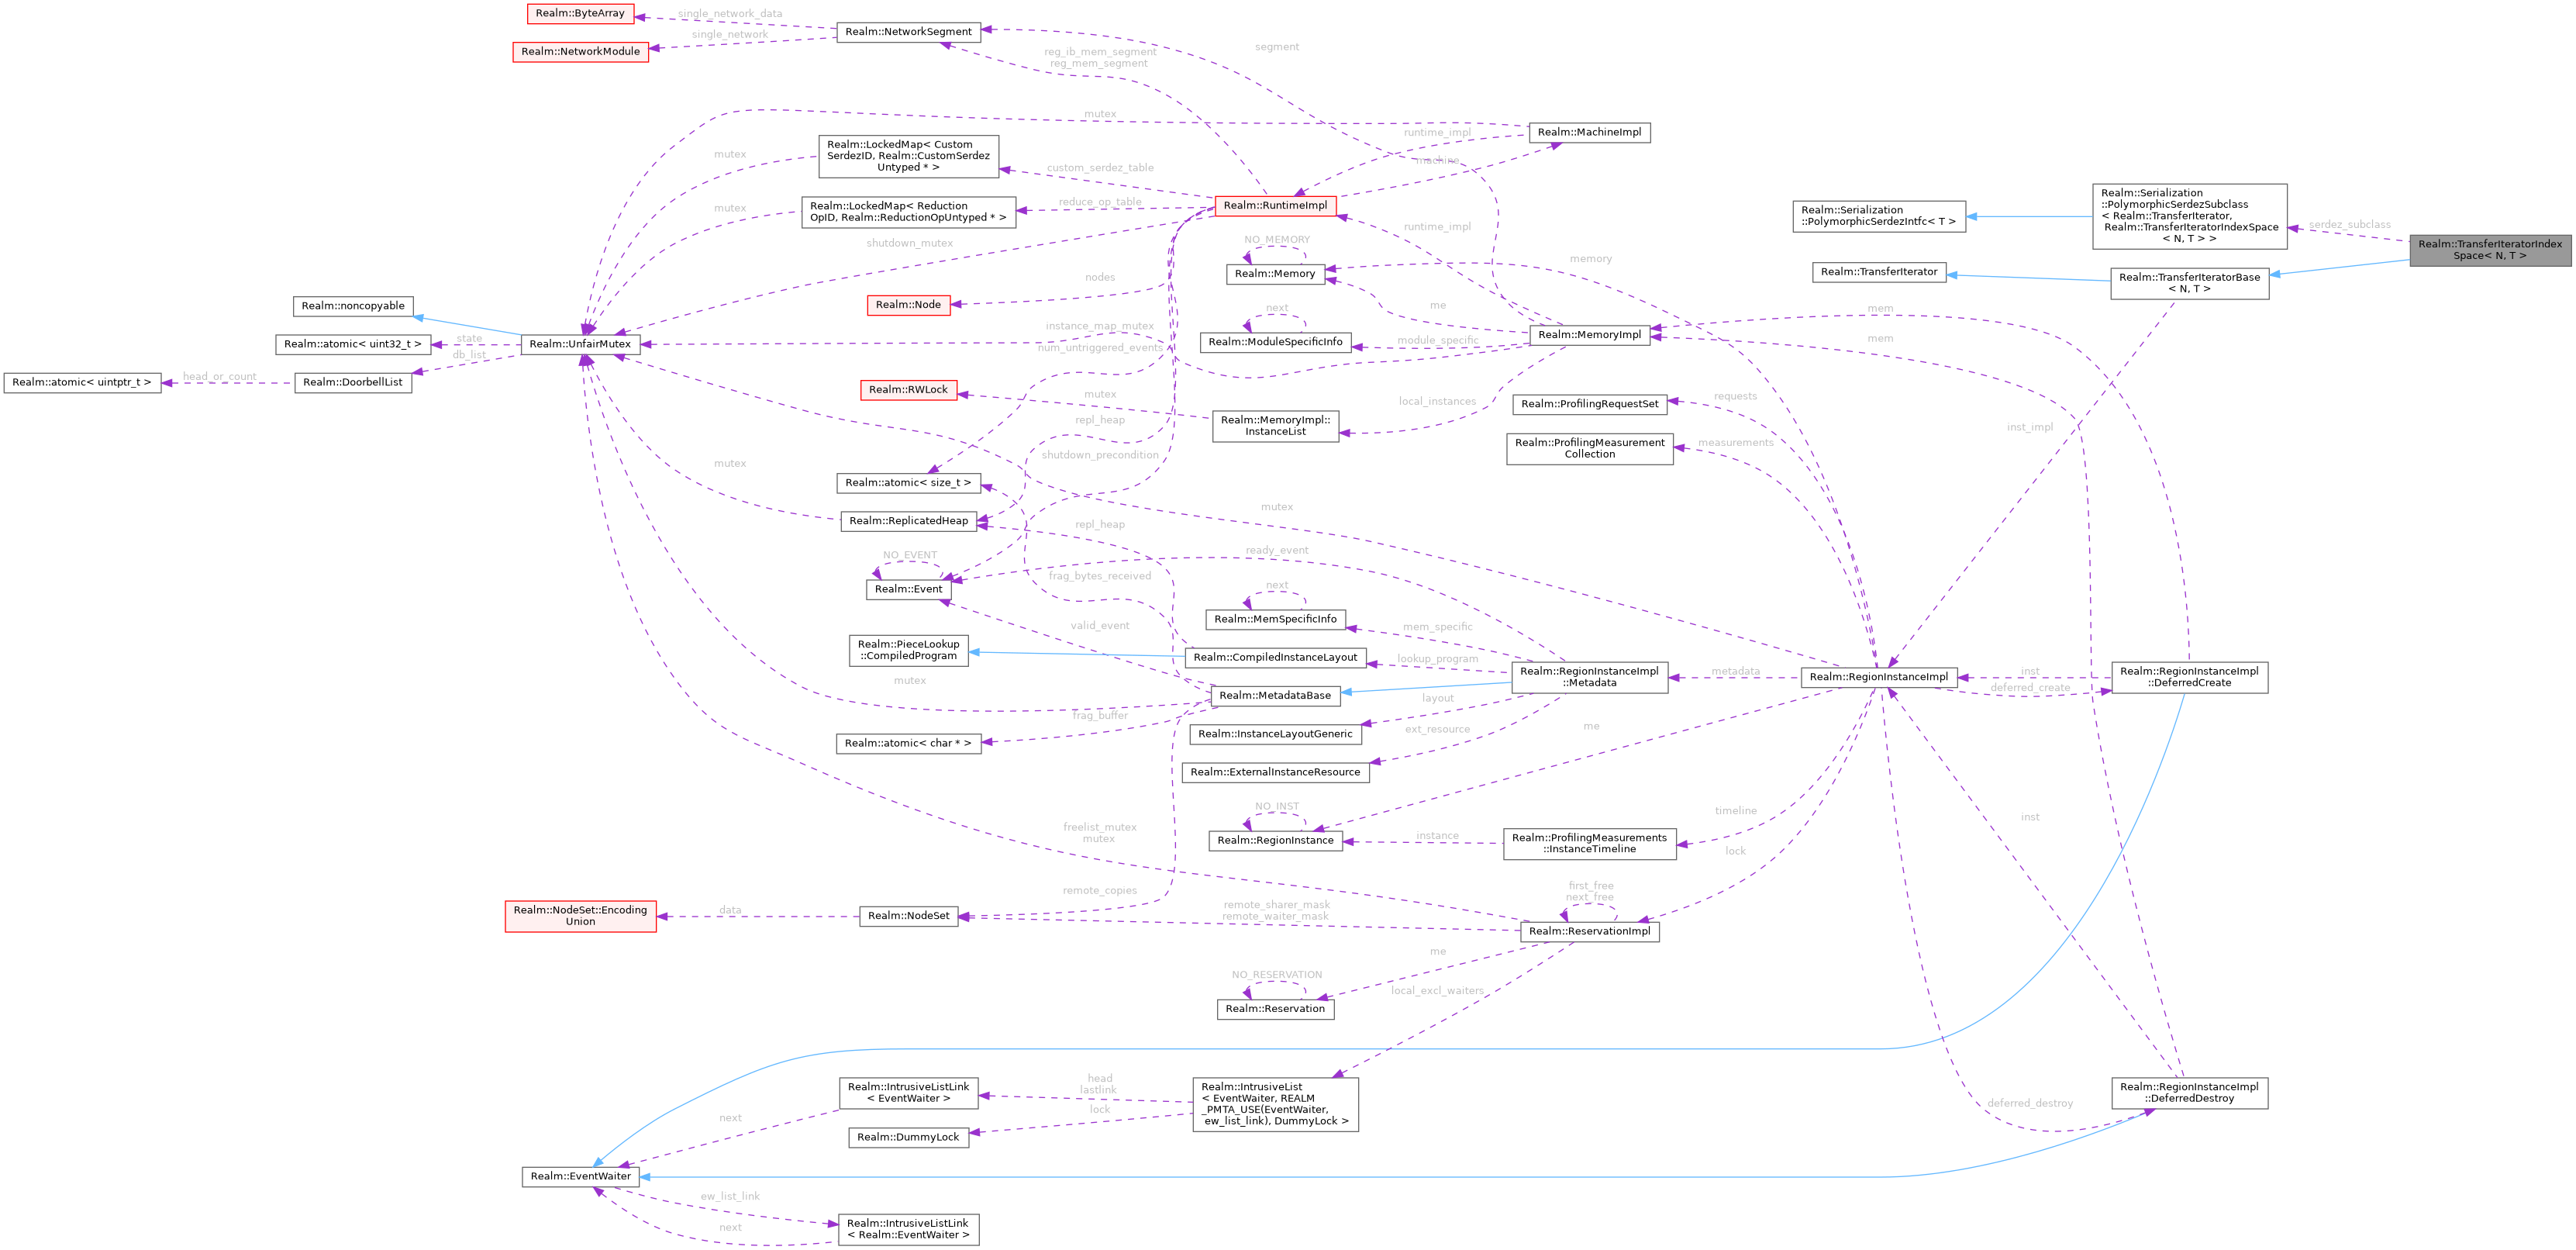 Realm::ByteArray
single_network_data
Realm::NetworkSegment
single_network
Realm::NetworkModule
segment
reg_ib_mem_segment
reg_mem_segment
mutex
Realm::MachineImpl
runtime_impl
machine
Realm::LockedMap< Custom
SerdezID, Realm::CustomSerdez
Untyped * >
mutex
custom_serdez_table
Realm::LockedMap< Reduction
OpID, Realm::ReductionOpUntyped * >
mutex
reduce_op_table
Realm::RuntimeImpl
runtime_impl
Realm::Serialization
::PolymorphicSerdezIntfc< T >
Realm::Serialization
::PolymorphicSerdezSubclass
< Realm::TransferIterator,
Realm::TransferIteratorIndexSpace
< N, T > >
serdez_subclass
Realm::TransferIteratorIndex
Space< N, T >
shutdown_mutex
NO_MEMORY
Realm::Memory
memory
Realm::TransferIterator
Realm::TransferIteratorBase
< N, T >
nodes
Realm::Node
me
mem
Realm::noncopyable
next
Realm::ModuleSpecificInfo
module_specific
Realm::MemoryImpl
mem
instance_map_mutex
num_untriggered_events
Realm::atomic< uint32_t >
state
Realm::UnfairMutex
db_list
Realm::atomic< uintptr_t >
head_or_count
Realm::DoorbellList
Realm::RWLock
mutex
Realm::MemoryImpl::
InstanceList
local_instances
Realm::ProfilingRequestSet
requests
repl_heap
inst_impl
Realm::ProfilingMeasurement
Collection
measurements
shutdown_precondition
mutex
Realm::atomic< size_t >
Realm::ReplicatedHeap
repl_heap
mutex
NO_EVENT
Realm::Event
ready_event
frag_bytes_received
next
Realm::MemSpecificInfo
mem_specific
valid_event
Realm::PieceLookup
::CompiledProgram
Realm::CompiledInstanceLayout
lookup_program
Realm::RegionInstanceImpl
::Metadata
metadata
Realm::RegionInstanceImpl
inst
deferred_create
Realm::RegionInstanceImpl
::DeferredCreate
mutex
Realm::MetadataBase
layout
frag_buffer
Realm::atomic< char * >
Realm::InstanceLayoutGeneric
ext_resource
me
Realm::ExternalInstanceResource
NO_INST
Realm::RegionInstance
instance
Realm::ProfilingMeasurements
::InstanceTimeline
timeline
inst
freelist_mutex
mutex
lock
remote_copies
first_free
next_free
Realm::NodeSet::Encoding
Union
data
Realm::NodeSet
remote_sharer_mask
remote_waiter_mask
Realm::ReservationImpl
me
NO_RESERVATION
Realm::Reservation
local_excl_waiters
Realm::IntrusiveListLink
< EventWaiter >
head
lastlink
lock
Realm::IntrusiveList
< EventWaiter, REALM
_PMTA_USE(EventWaiter,
ew_list_link), DummyLock >
deferred_destroy
Realm::RegionInstanceImpl
::DeferredDestroy
next
Realm::DummyLock
Realm::EventWaiter
ew_list_link
next
Realm::IntrusiveListLink
< Realm::EventWaiter >